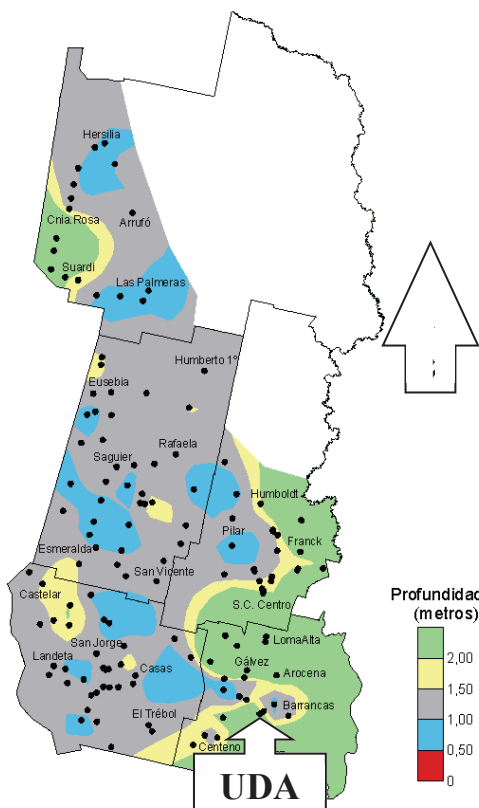 Hersilia
Cnia.Rosa
Arrufó
Suardi
Las Palmeras
Humberto 1º
Eusebia
Rafaela
Saguier
Humboldt
Pilar
Franck
Esmeralda
San Vicente
Castelar
S.C. Centro
LomaAlta
San Jorge
Landeta
Gálvez
Casas
Arocena
Barrancas
El Trébol
Centeno
UDA
Profundidad
(metros)
2,00
1,50
1,00
0,50
0